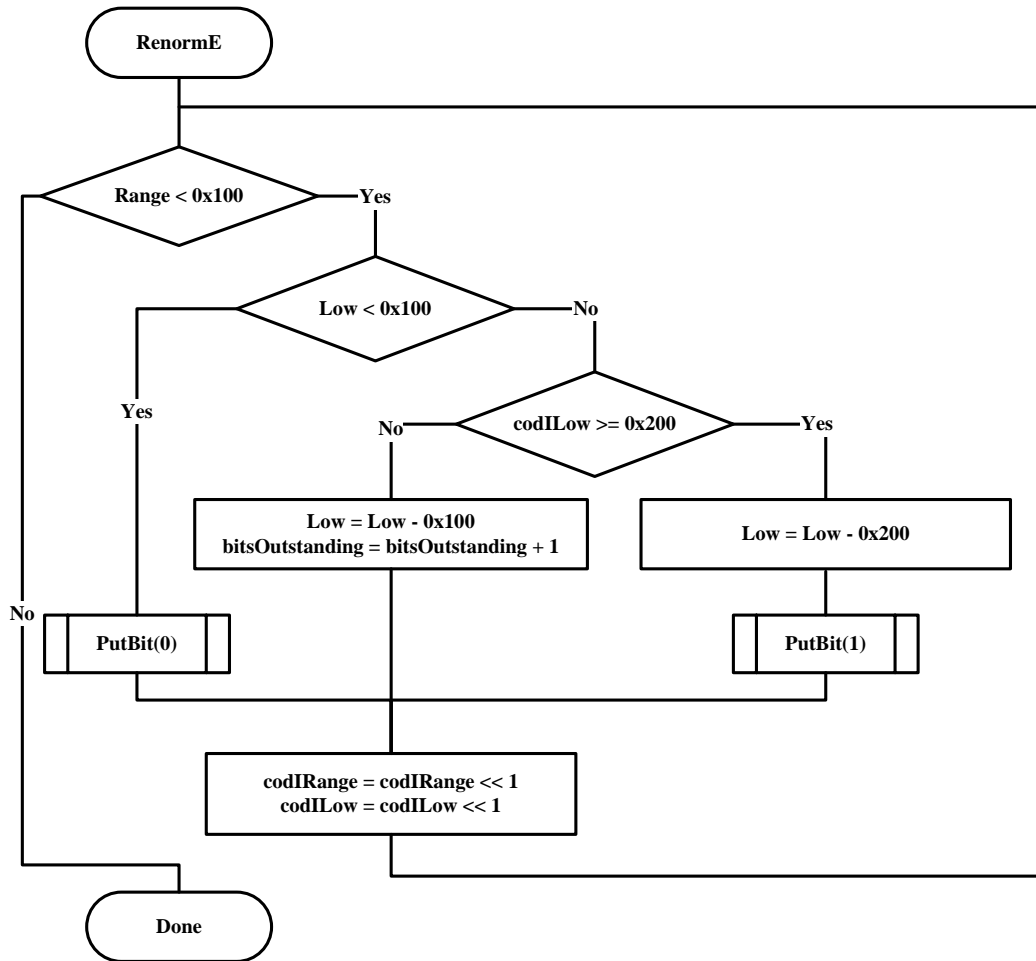 RenormE
Range < 0x100
Yes
Low < 0x100
No
Yes
codILow >= 0x200
No
Yes
Low = Low - 0x100
bitsOutstanding = bitsOutstanding + 1
Low = Low - 0x200
No
PutBit(0)
PutBit(1)
codIRange = codIRange << 1
codILow = codILow << 1
Done